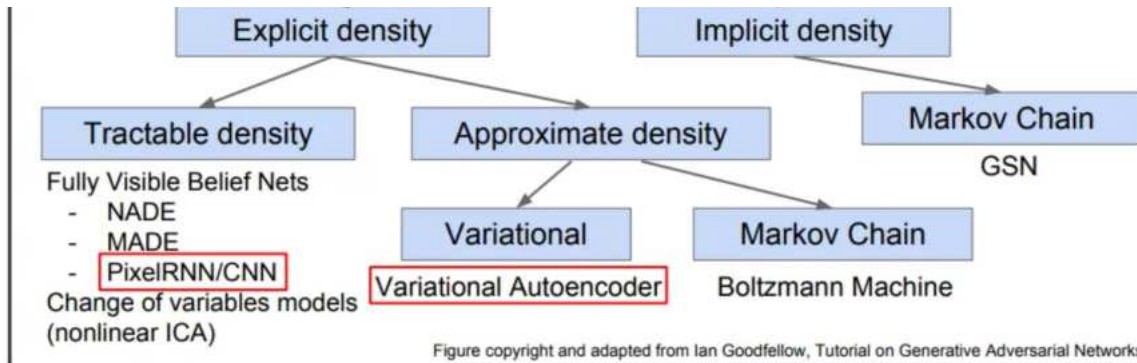 Explicit density
Implicit density
Tractable density
Approximate density
Markov Chain
GSN
Fully Visible Belief Nets
- NADE
- MADE
- PixelRNN/CNN
Change of variables models
(nonlinear ICA)
Variational
Variational Autoencoder
Markov Chain
Boltzmann Machine
Figure copyright and adapted from Ian Goodfellow, Tutorial on Generative Adversarial Networks